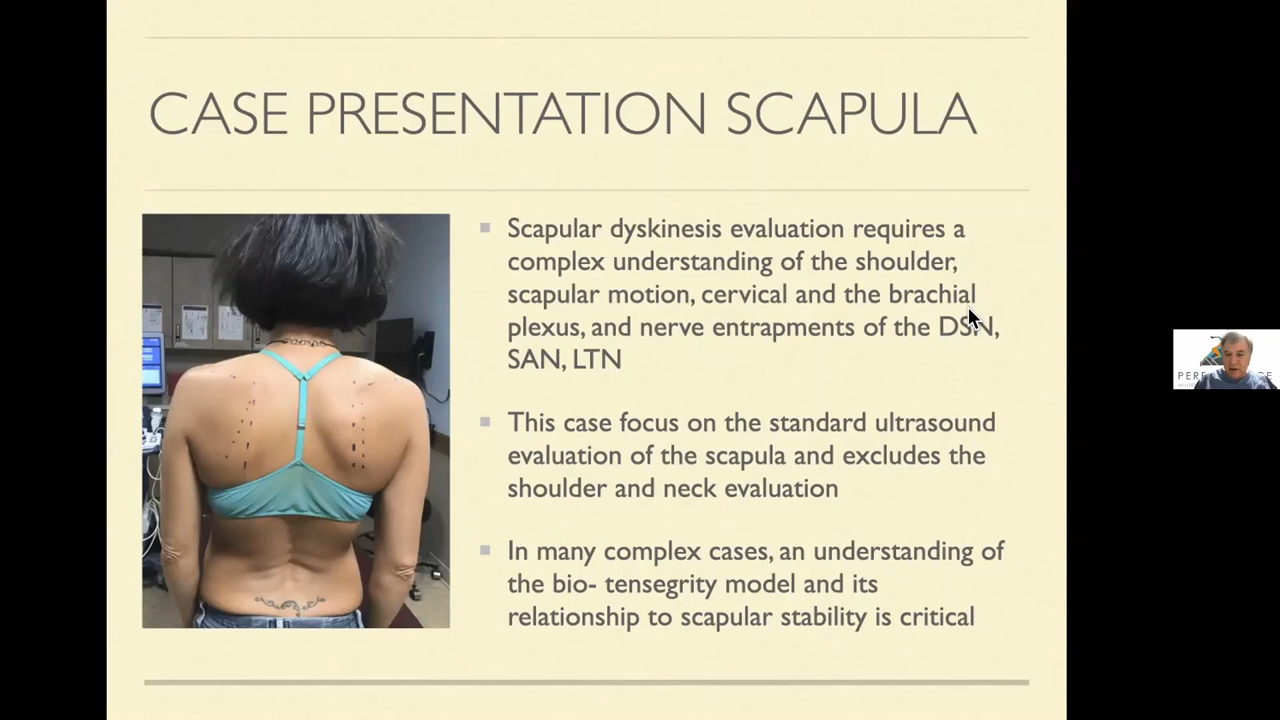 CASE PRESENTATION SCAPULA
Scapular dyskinesis evaluation requires a
complex understanding of the shoulder,
scapular motion, cervical and the brachial
plexus, and nerve entrapments of the DSN,
SAN, LTN
This case focus on the standard ultrasound
evaluation of the scapula and excludes the
shoulder and neck evaluation
In many complex cases, an understanding of
the bio- tensegrity model and its
relationship to scapular stability is critical